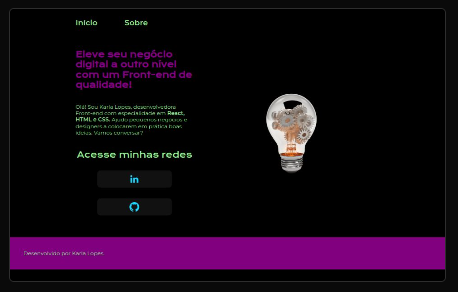 Início Sobre
Eleve seu negócio
digital a outro nível
com um Front-end de
qualidade!
Olá! Sou Karla Lopes, desenvolvedora
Front-end com especialidade em React,
HTML e CSS. Ajudo pequenos negócios e
designers a colocarem em prática boas
ideias. Vamos conversar?
Acesse minhas redes
in
Desenvolvido por Karla Lopes.